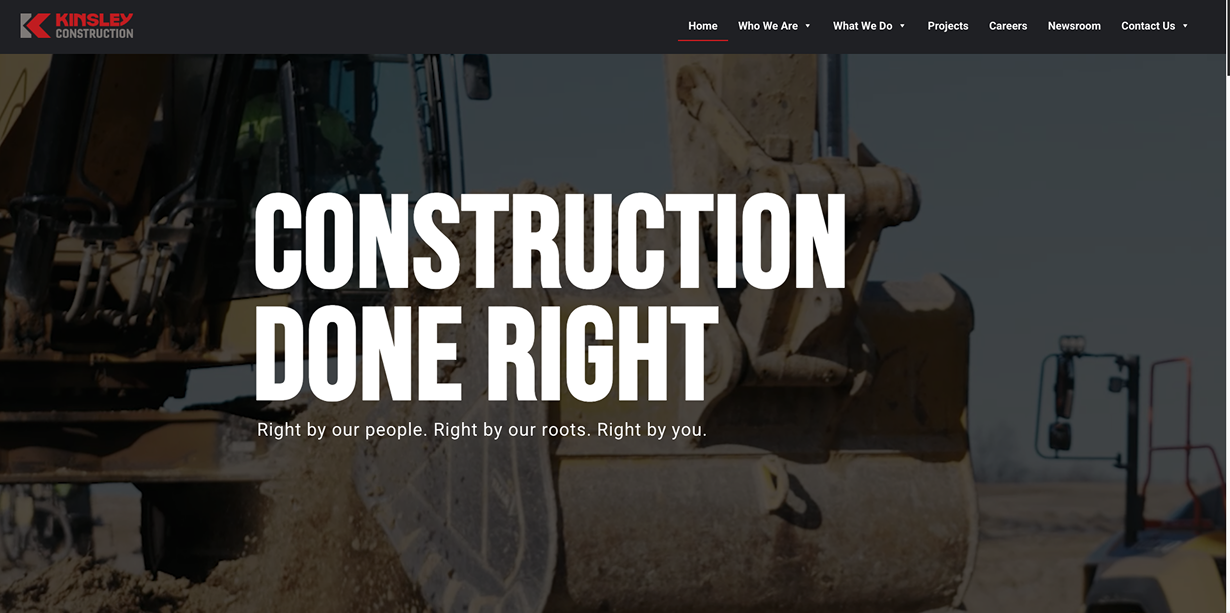 KINSLEY
CONSTRUCTION
Home Who We Are What We Do Projects Careers Newsroom Contact Us
CONSTRUCTION
DONE RIGHT
Right by our people. Right by our roots. Right by you.